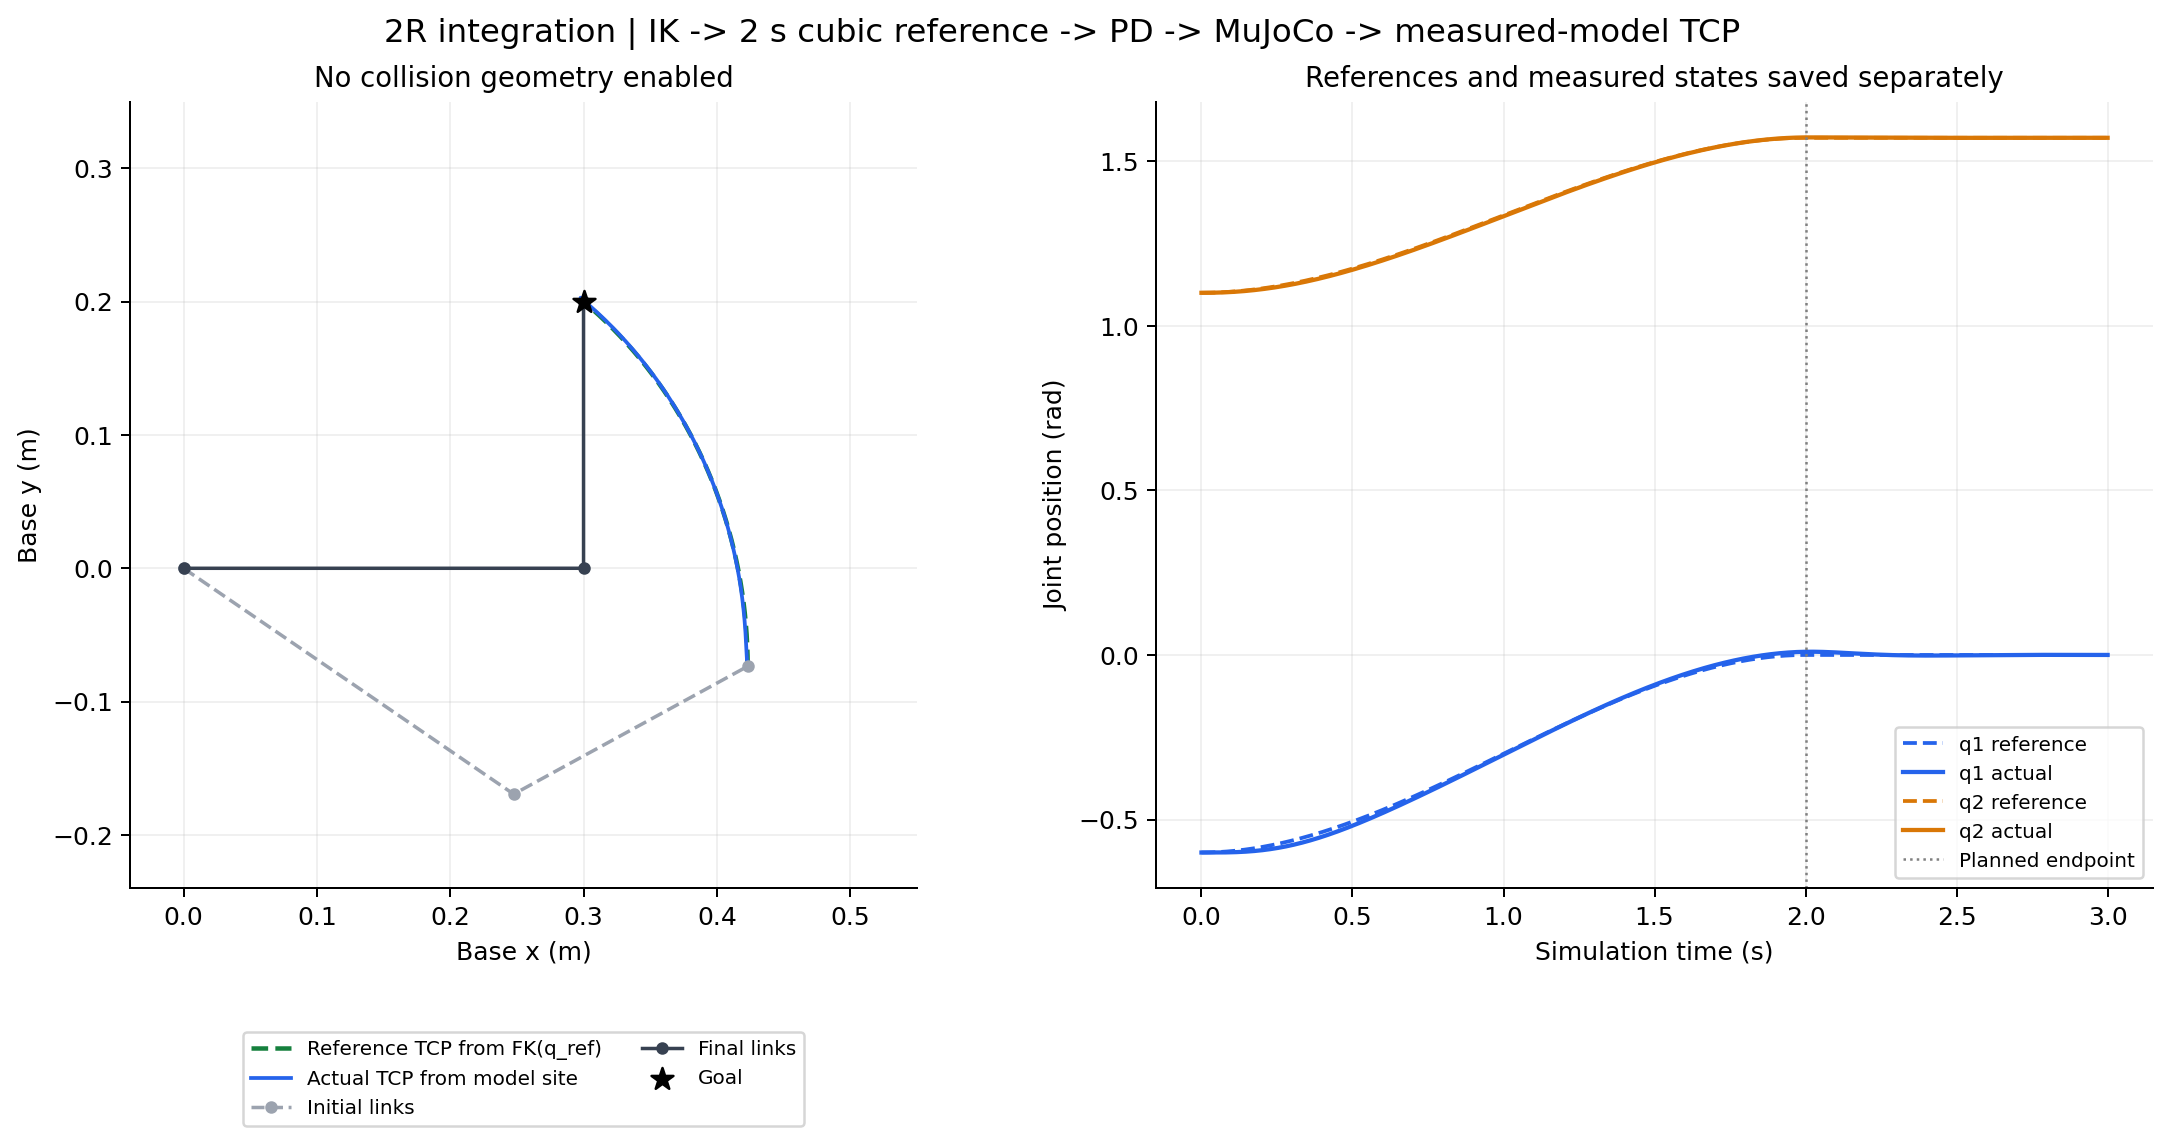 2R integration | IK -> 2 s cubic reference -> PD -> MuJoCo -> measured-model TCP
No collision geometry enabled
0.3
0.2
0.1
0.0
−0.1
−0.2
Base y (m)
0.0 0.1 0.2 0.3 0.4 0.5
Base x (m)
Reference TCP from FK(q_ref)
Actual TCP from model site
Initial links
Final links
Goal
References and measured states saved separately
1.5
1.0
0.5
0.0
−0.5
Joint position (rad)
q1 reference
q1 actual
q2 reference
q2 actual
Planned endpoint
0.0 0.5 1.0 1.5 2.0 2.5 3.0
Simulation time (s)